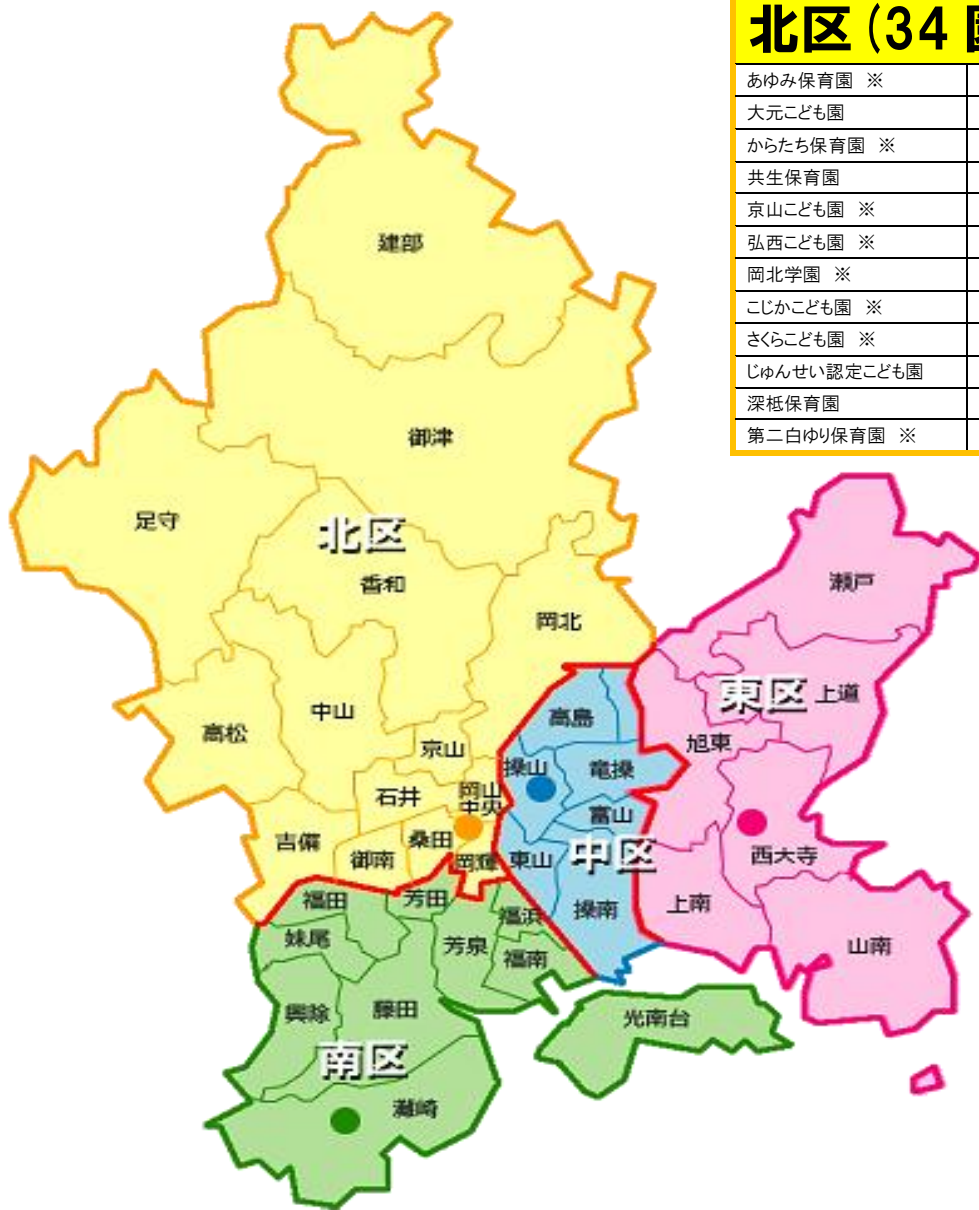 北区(34
あゆみ保育園 ※
大元こども園
からたち保育園 ※
共生保育園
京山こども園 ※
弘西こども園 ※
岡北学園 ※
こじかこども園 ※
さくらこども園 ※
じゅんせい認定こども園
深柢保育園
第二白ゆり保育園 ※
建部
御津
足守
北区
香和
瀬戸
岡北
東区
上道
中山
高松
高島
京山
旭東
操山
竜操
石井
岡山
中央
富山
吉備
桑田
御南
岡輝
東山
中区
西大寺
福田
芳田
福浜
操南
上南
妹尾
芳泉
福南
山南
興除
藤田
光南台
南区
灘崎